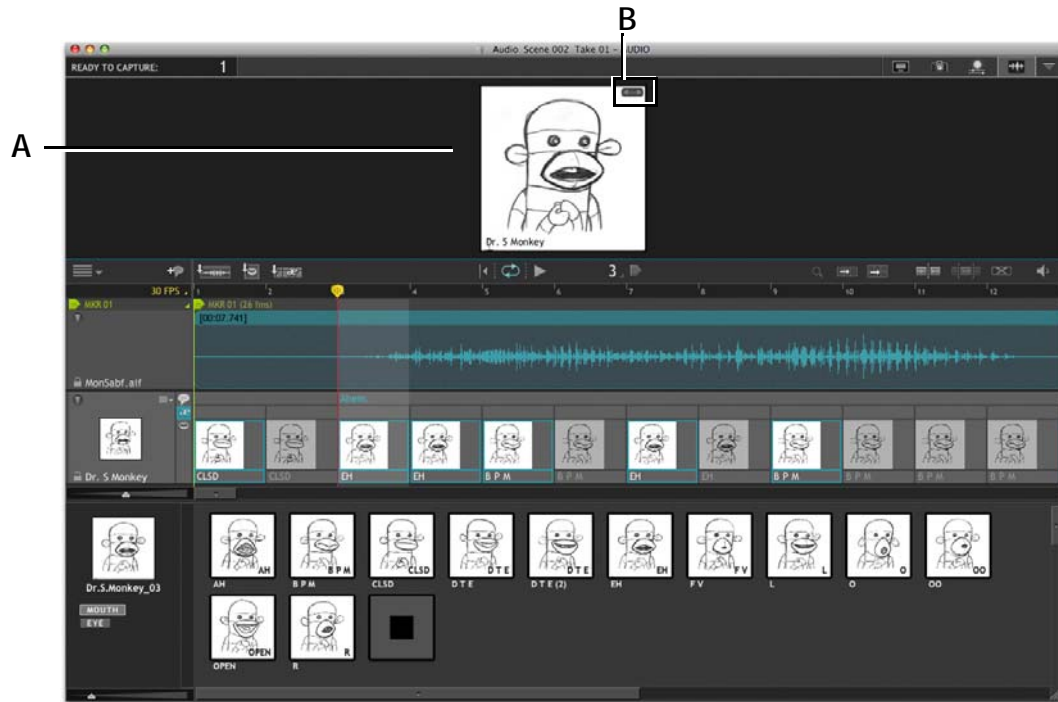 B
Audio Scene 002 Take 01 - AUDIO
READY TO CAPTURE: 1
A
Dr. S Monkey
3
30 FPS 1 2 4 5 6 7 8 9 10 11 12
MKR 01 MKR 01 (26 fms)
[00:07.741]
MonSabf.aif
Dr. S Monkey
CLSD CLSD EH EH B P M B P M EH EH B P M B P M B P M B P M
AH B P M CLSD D T E D T E EH F V L O OO
AH B P M CLSD D T E D T E (2) EH F V L O OO
Dr.S.Monkey_03
MOUTH
EYE
OPEN R
OPEN R